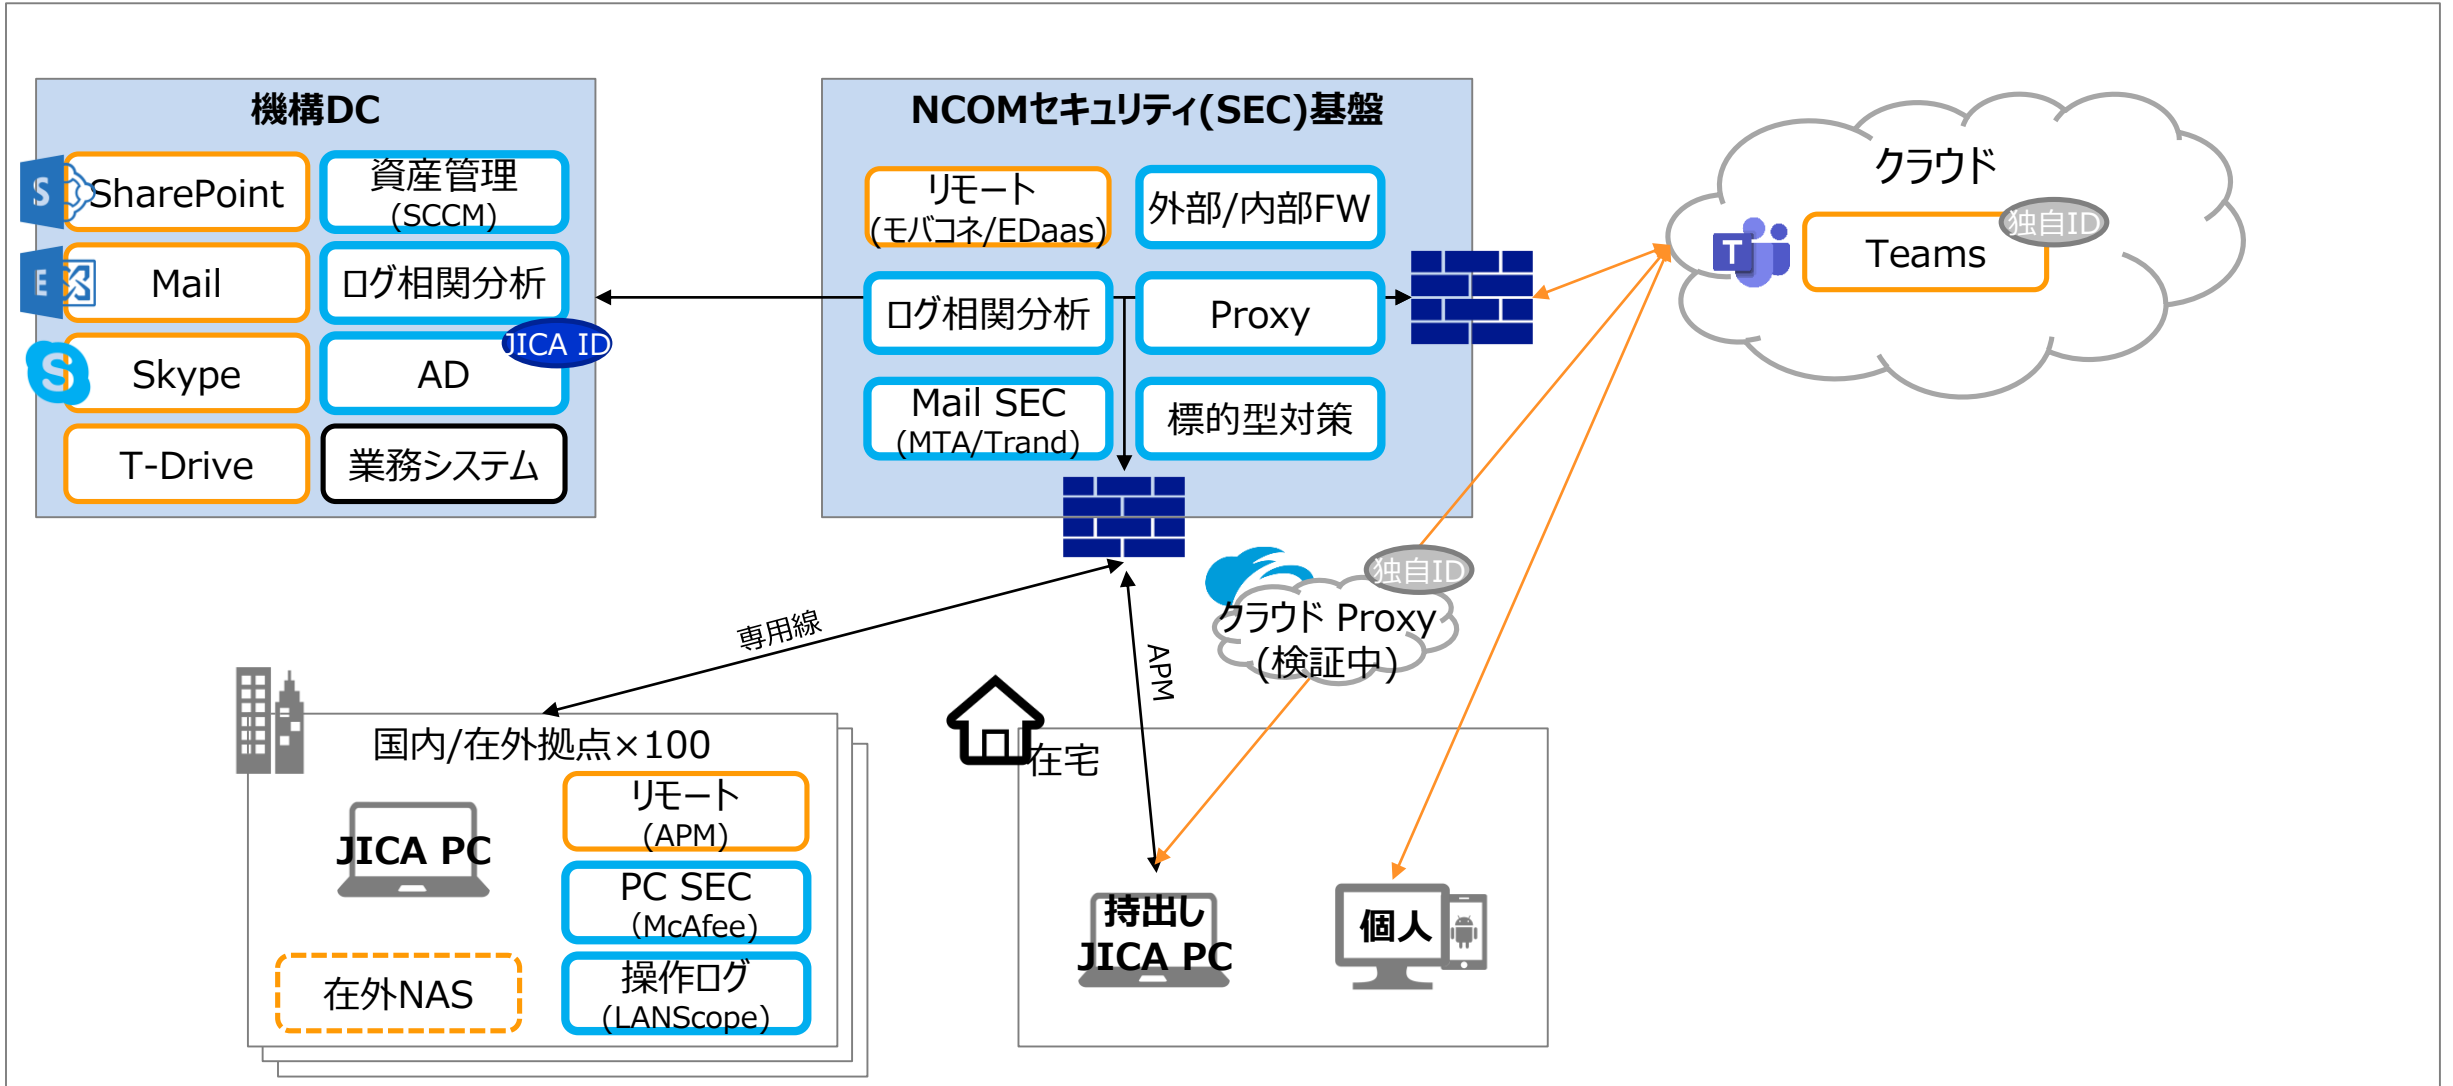 機構DC
SharePoint
資産管理
(SCCM)
Mail
ログ相関分析
JICA ID
Skype
AD
T-Drive
業務システム
NCOMセキュリティ(SEC)基盤
リモート
(モバコネ/EDaas)
外部/内部FW
ログ相関分析
Proxy
Mail SEC
(MTA/Trand)
標的型対策
クラウド
独自ID
Teams
専用線
APM
独自ID
クラウド Proxy
(検証中)
国内/在外拠点×100
JICA PC
リモート
(APM)
PC SEC
(McAfee)
在外NAS
操作ログ
(LANScope)
在宅
持出し
JICA PC
個人